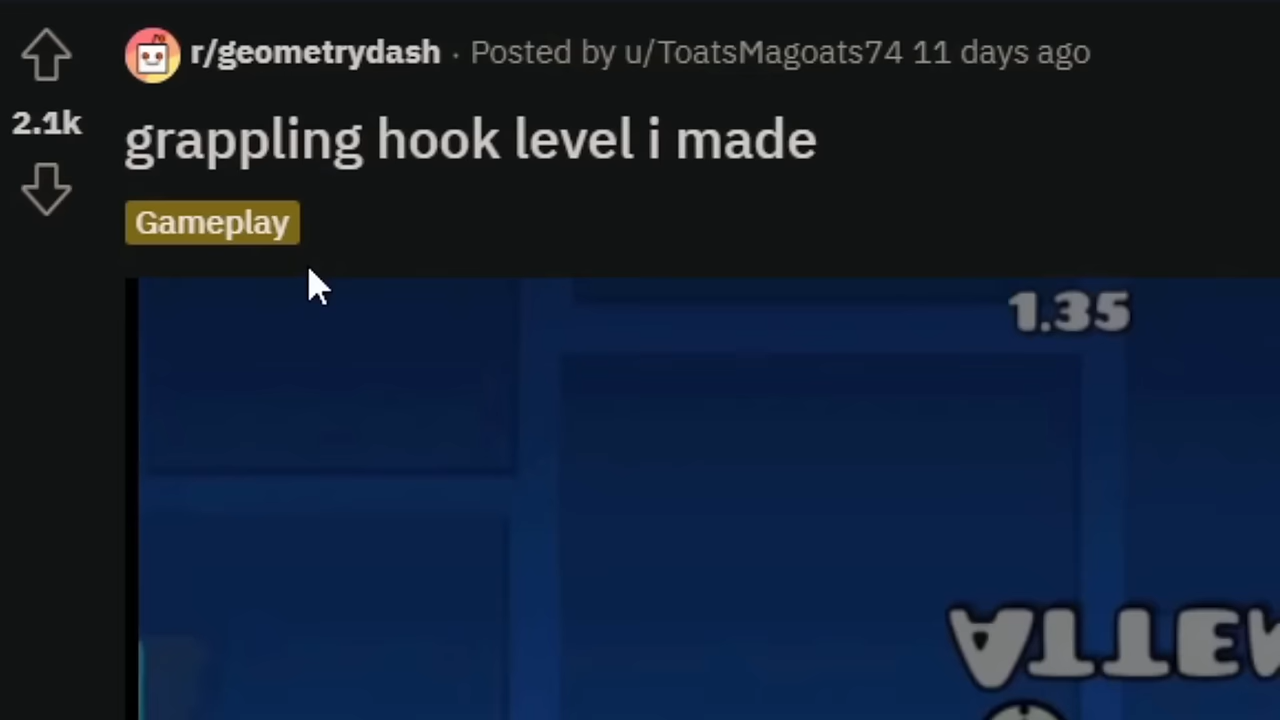 r/geometrydash · Posted by u/ToatsMagoats74 11 days ago
2.1k
grappling hook level i made
Gameplay
1.35